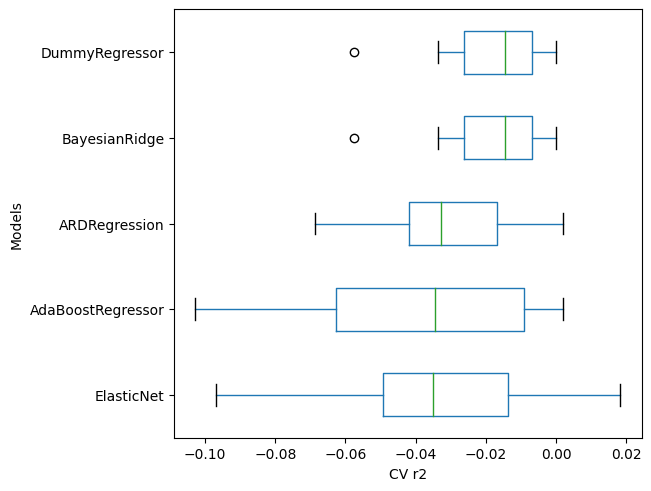 DummyRegressor
BayesianRidge
ARDRegression
AdaBoostRegressor
ElasticNet
Models
−0.10 −0.08 −0.06 −0.04 −0.02 0.00 0.02
CV r2